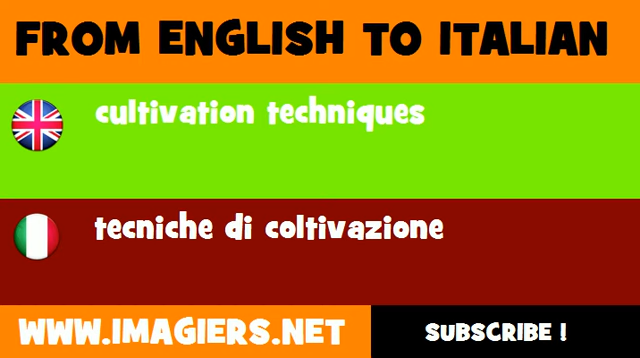 FROM ENGLISH TO ITALIAN
cultivation techniques
tecniche di coltivazione
WWW.IMAGIERS.NET
SUBSCRIBE !